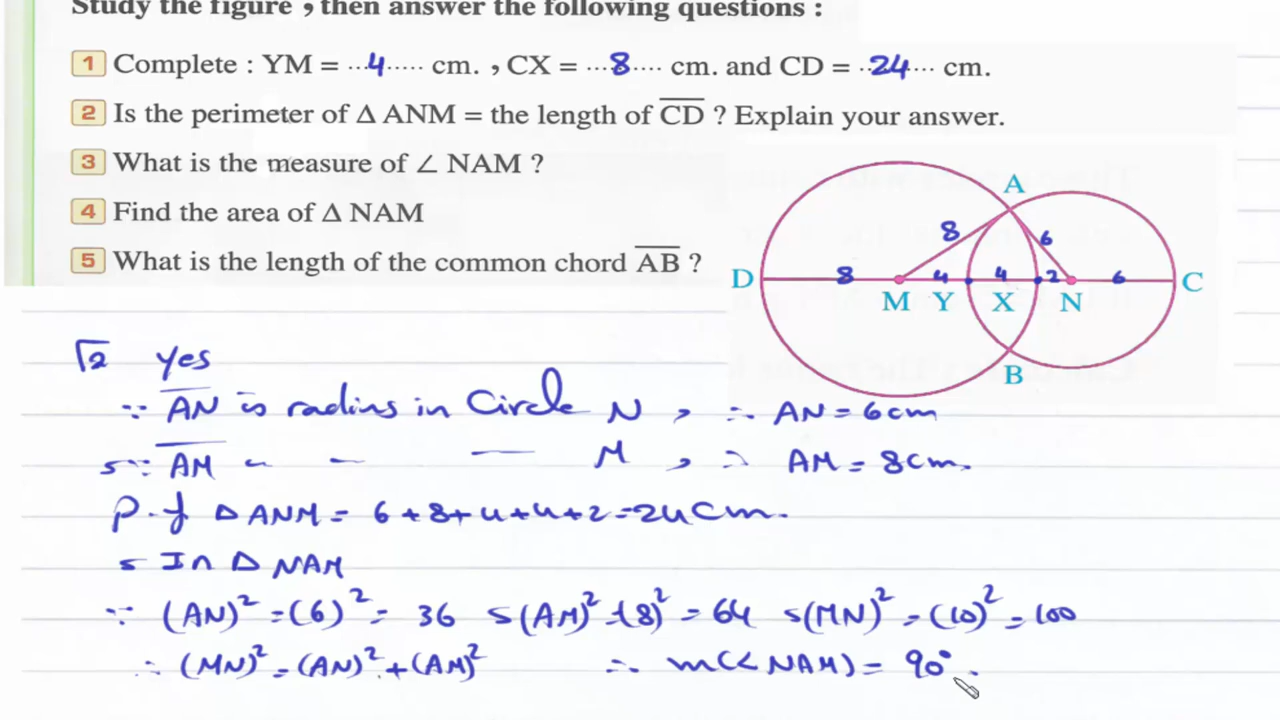 Study the figure , then answer the following questions :
1 Complete : YM = ...4..... cm. , CX = ...8.... cm. and CD = ..24... cm.
2 Is the perimeter of Δ ANM = the length of CD ? Explain your answer.
3 What is the measure of ∠ NAM ?
4 Find the area of Δ NAM
5 What is the length of the common chord AB ?
A
8 6
D 8 4 4 2 6 C
M Y X N
B
2 yes
∵ AN is radius in Circle N , ∴ AN = 6cm
, ∵ AM " - — M , ∴ AM = 8cm.
P. of Δ ANM = 6+8+4+4+2=24cm.
, In Δ NAM
∵ (AN)² = (6)² = 36 , (AM)² = (8)² = 64 , (MN)² = (10)² = 100
∴ (MN)² = (AN)² + (AM)² ∴ m(< NAM) = 90° .